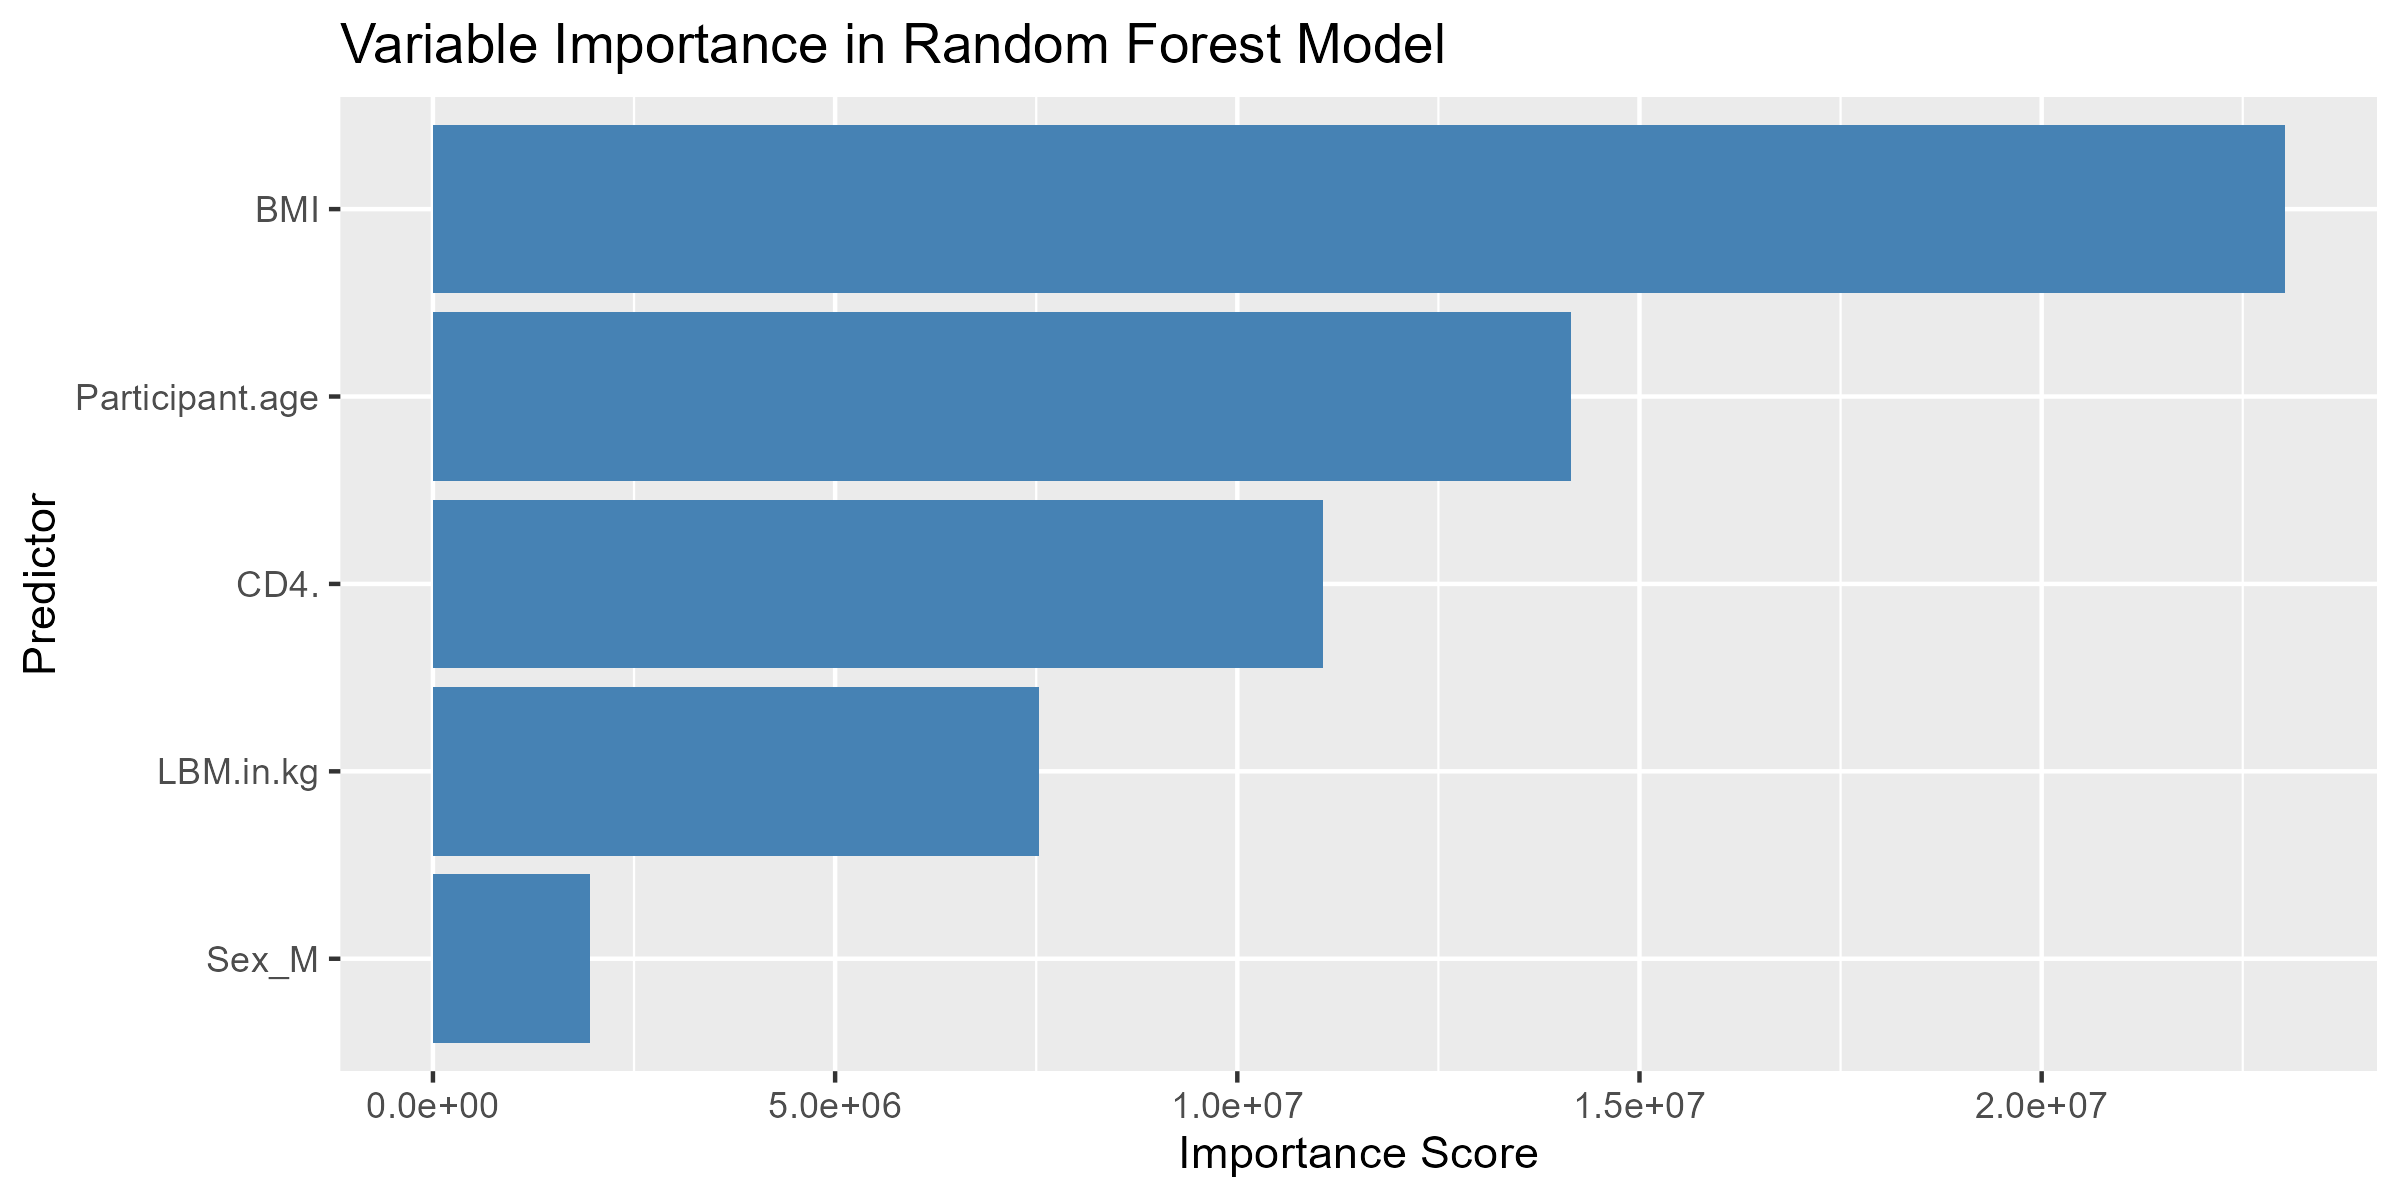 Variable Importance in Random Forest Model
Predictor
BMI
Participant.age
CD4.
LBM.in.kg
Sex_M
0.0e+00 5.0e+06 1.0e+07 1.5e+07 2.0e+07
Importance Score